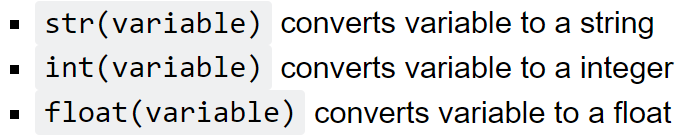 str(variable) converts variable to a string
int(variable) converts variable to a integer
float(variable) converts variable to a float